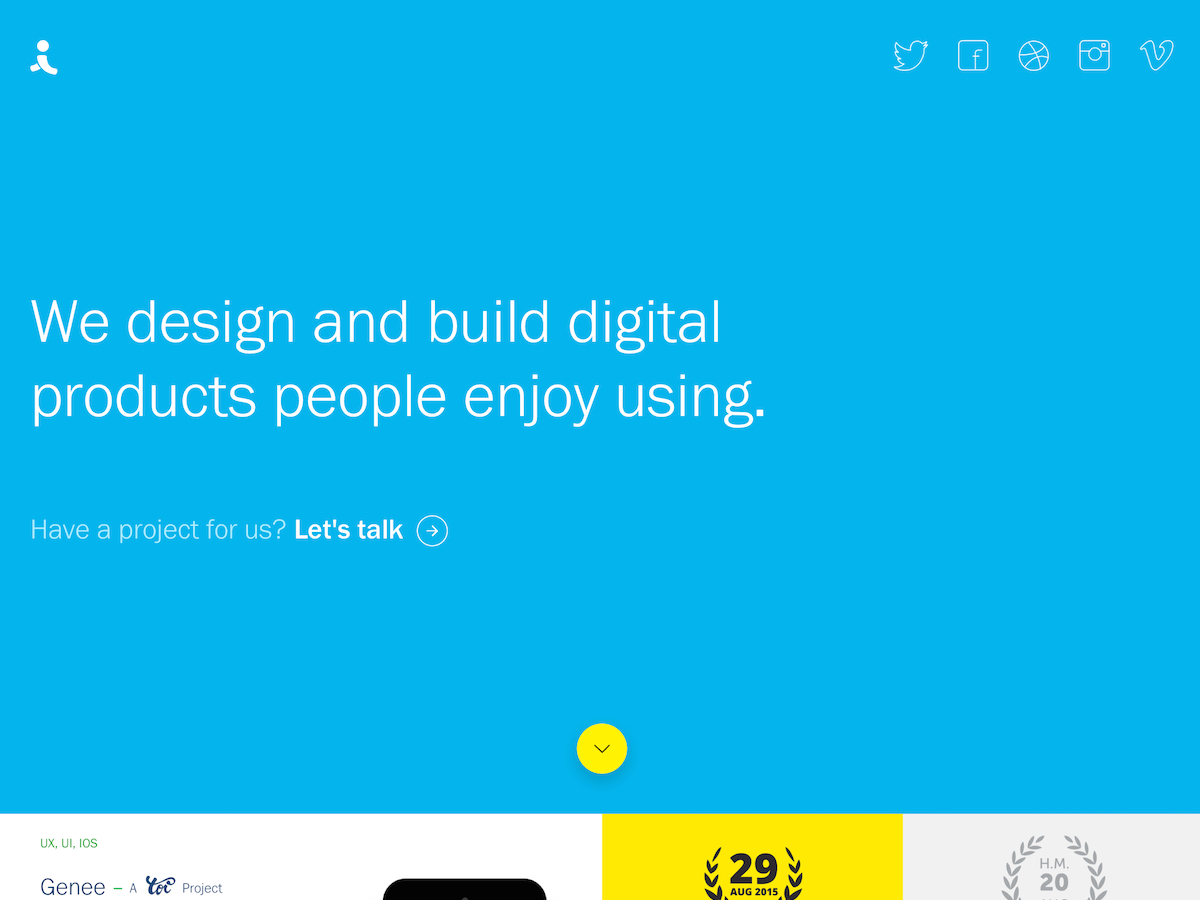 We design and build digital
products people enjoy using.
Have a project for us? Let's talk
UX, UI, IOS
Genee – A toi Project
29
AUG 2015
H.M.
20